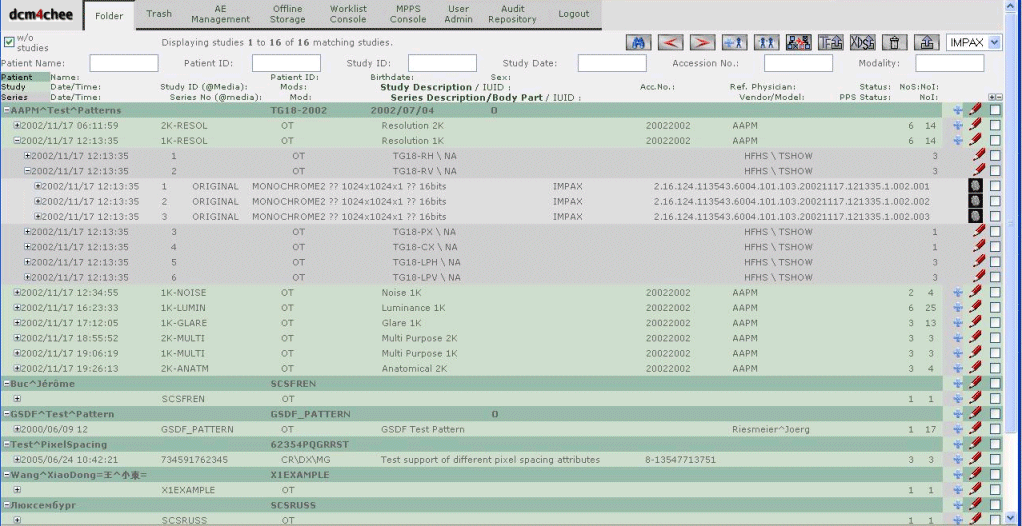 dcm4chee Folder Trash AE Management Offline Storage Worklist Console MPPS Console User Admin Audit Repository Logout
w/o studies Displaying studies 1 to 16 of 16 matching studies. IMPAX
Patient Name: Patient ID: Study ID: Study Date: Accession No.: Modality:
Patient Name: Patient ID: Birthdate: Sex:
Study Date/Time: Study ID (@Media): Mods: Study Description / IUID : Acc.No.: Ref. Physician: Status: NoS: NoI:
Series Date/Time: Series No (@media): Mod: Series Description/Body Part / IUID : Vendor/Model: PPS Status: NoI:
AAPM^Test^Patterns TG18-2002 2002/07/04 O
2002/11/17 06:11:59 2K-RESOL OT Resolution 2K 20022002 AAPM 6 14
2002/11/17 12:13:35 1K-RESOL OT Resolution 1K 20022002 AAPM 6 14
2002/11/17 12:13:35 1 OT TG18-RH \ NA HFHS \ TSHOW 3
2002/11/17 12:13:35 2 OT TG18-RV \ NA HFHS \ TSHOW 3
2002/11/17 12:13:35 1 ORIGINAL MONOCHROME2 ?? 1024x1024x1 ?? 16bits IMPAX 2.16.124.113543.6004.101.103.20021117.121335.1.002.001
2002/11/17 12:13:35 2 ORIGINAL MONOCHROME2 ?? 1024x1024x1 ?? 16bits IMPAX 2.16.124.113543.6004.101.103.20021117.121335.1.002.002
2002/11/17 12:13:35 3 ORIGINAL MONOCHROME2 ?? 1024x1024x1 ?? 16bits IMPAX 2.16.124.113543.6004.101.103.20021117.121335.1.002.003
2002/11/17 12:13:35 3 OT TG18-PX \ NA HFHS \ TSHOW 1
2002/11/17 12:13:35 4 OT TG18-CX \ NA HFHS \ TSHOW 1
2002/11/17 12:13:35 5 OT TG18-LPH \ NA HFHS \ TSHOW 3
2002/11/17 12:13:35 6 OT TG18-LPV \ NA HFHS \ TSHOW 3
2002/11/17 12:34:55 1K-NOISE OT Noise 1K 20022002 AAPM 2 4
2002/11/17 16:23:33 1K-LUMIN OT Luminance 1K 20022002 AAPM 6 25
2002/11/17 17:12:05 1K-GLARE OT Glare 1K 20022002 AAPM 3 13
2002/11/17 18:55:52 2K-MULTI OT Multi Purpose 2K 20022002 AAPM 3 3
2002/11/17 19:06:19 1K-MULTI OT Multi Purpose 1K 20022002 AAPM 3 3
2002/11/17 19:26:13 2K-ANATM OT Anatomical 2K 20022002 AAPM 3 4
Buc^Jérôme SCSFREN
SCSFREN OT 1 1
GSDF^Test^Pattern GSDF_PATTERN O
2000/06/09 12 GSDF_PATTERN OT GSDF Test Pattern Riesmeier^Joerg 1 17
Test^PixelSpacing 62354PQGRRST
2005/06/24 10:42:21 734591762345 CR\DX\MG Test support of different pixel spacing attributes 8-13547713751 3 3
Wang^XiaoDong=王^小東= X1EXAMPLE
X1EXAMPLE OT 1 1
Люксембург SCSRUSS
SCSRUSS OT 1 1